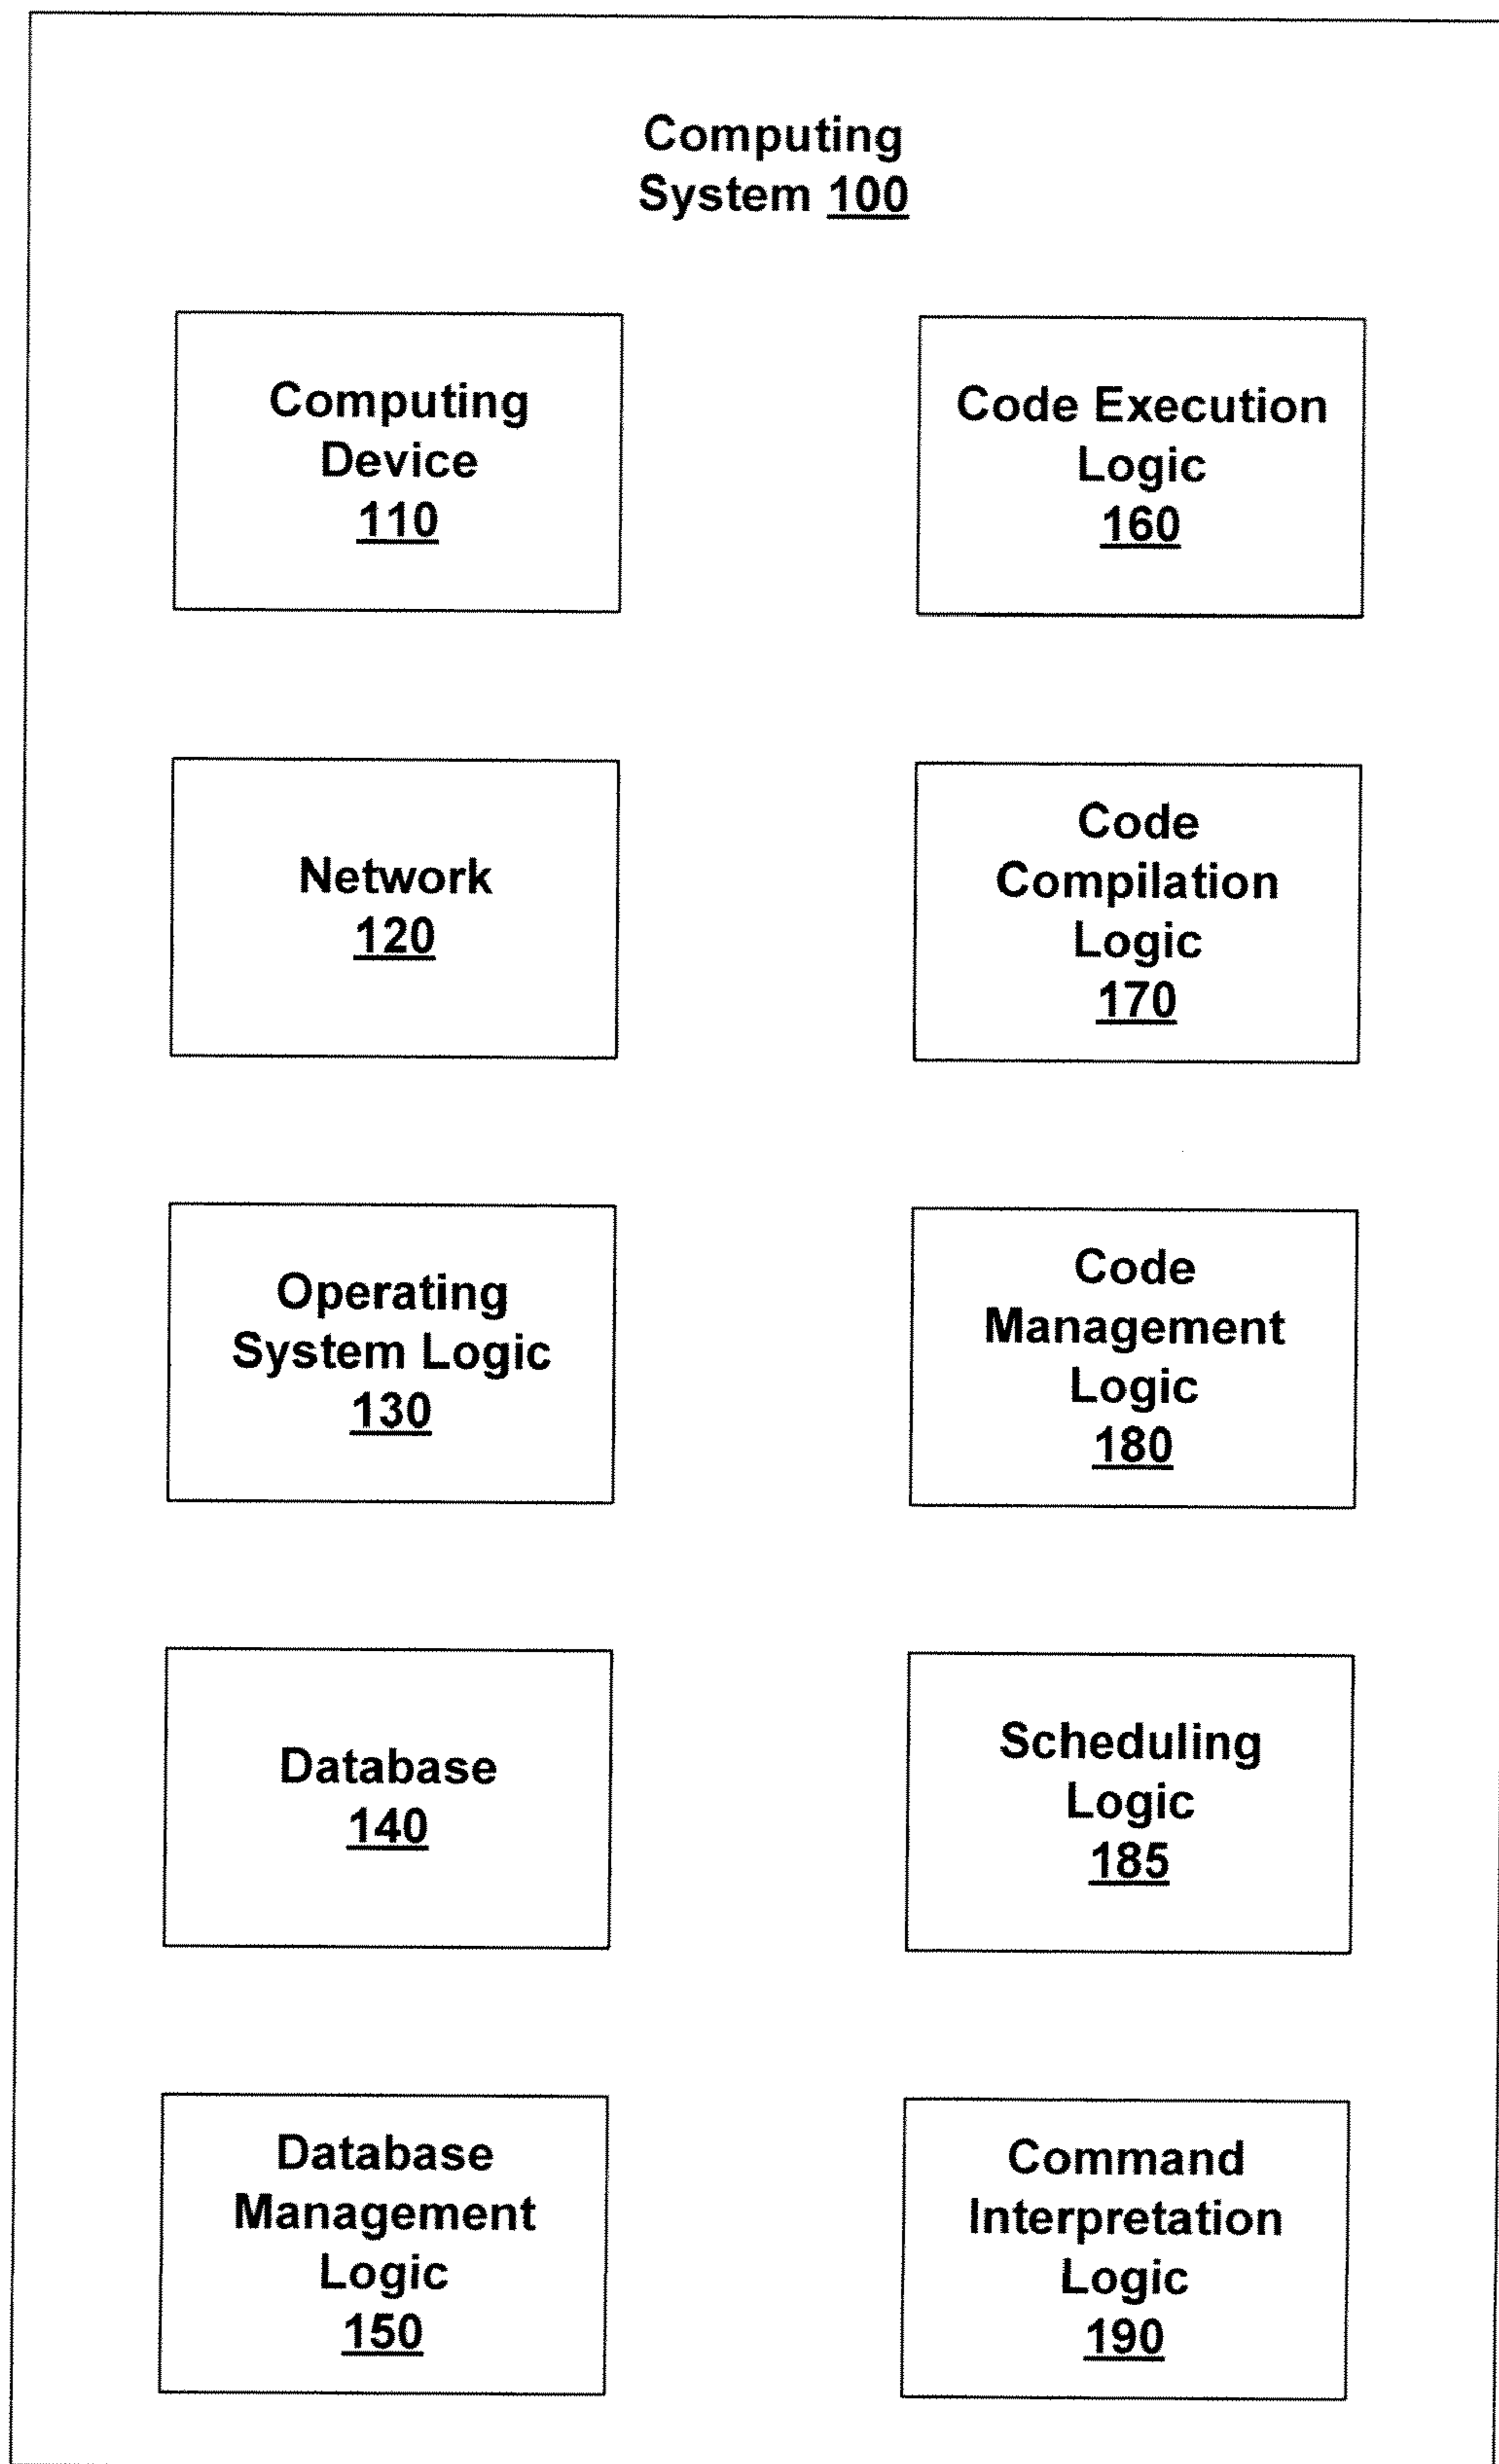 Computing
System 100
Computing
Device
110
Code Execution
Logic
160
Network
120
Code
Compilation
Logic
170
Operating
System Logic
130
Code
Management
Logic
180
Database
140
Scheduling
Logic
185
Database
Management
Logic
150
Command
Interpretation
Logic
190